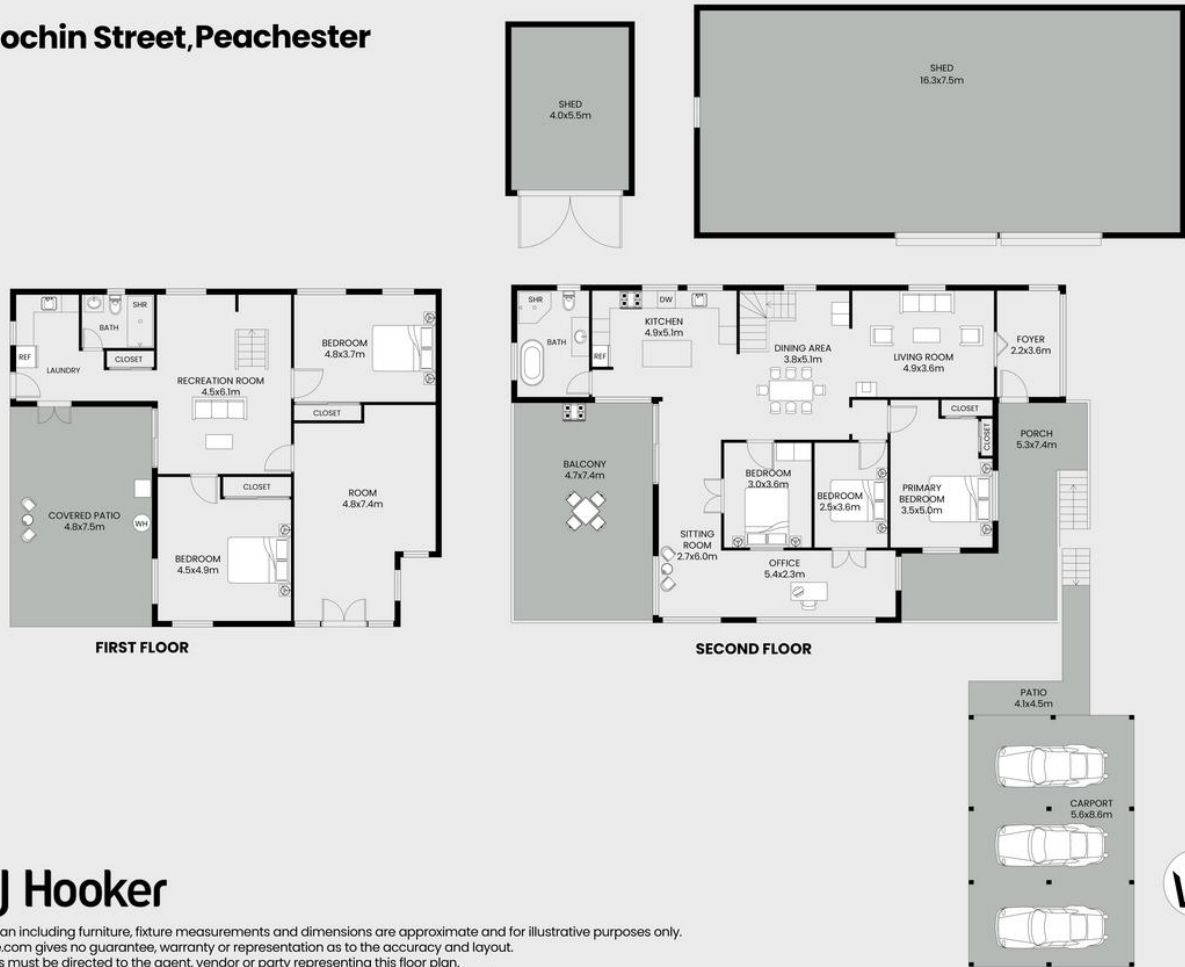 ochin Street, Peachester
SHED
4.0x5.5m
SHED
16.3x7.5m
REF
LAUNDRY
BATH
SHR
CLOSET
RECREATION ROOM
4.5x6.1m
BEDROOM
4.8x3.7m
CLOSET
COVERED PATIO
4.8x7.5m
WH
CLOSET
BEDROOM
4.5x4.9m
ROOM
4.8x7.4m
FIRST FLOOR
SHR
BATH
KITCHEN
4.9x5.1m
DW
REF
DINING AREA
3.8x5.1m
LIVING ROOM
4.9x3.6m
FOYER
2.2x3.6m
BALCONY
4.7x7.4m
BEDROOM
3.0x3.6m
BEDROOM
2.5x3.6m
CLOSET
CLOSET
PRIMARY
BEDROOM
3.5x5.0m
PORCH
5.3x7.4m
SITTING
ROOM
2.7x6.0m
OFFICE
5.4x2.3m
SECOND FLOOR
PATIO
4.1x4.5m
CARPORT
5.6x8.6m
J Hooker
an including furniture, fixture measurements and dimensions are approximate and for illustrative purposes only.
.com gives no guarantee, warranty or representation as to the accuracy and layout.
s must be directed to the agent, vendor or party representing this floor plan.